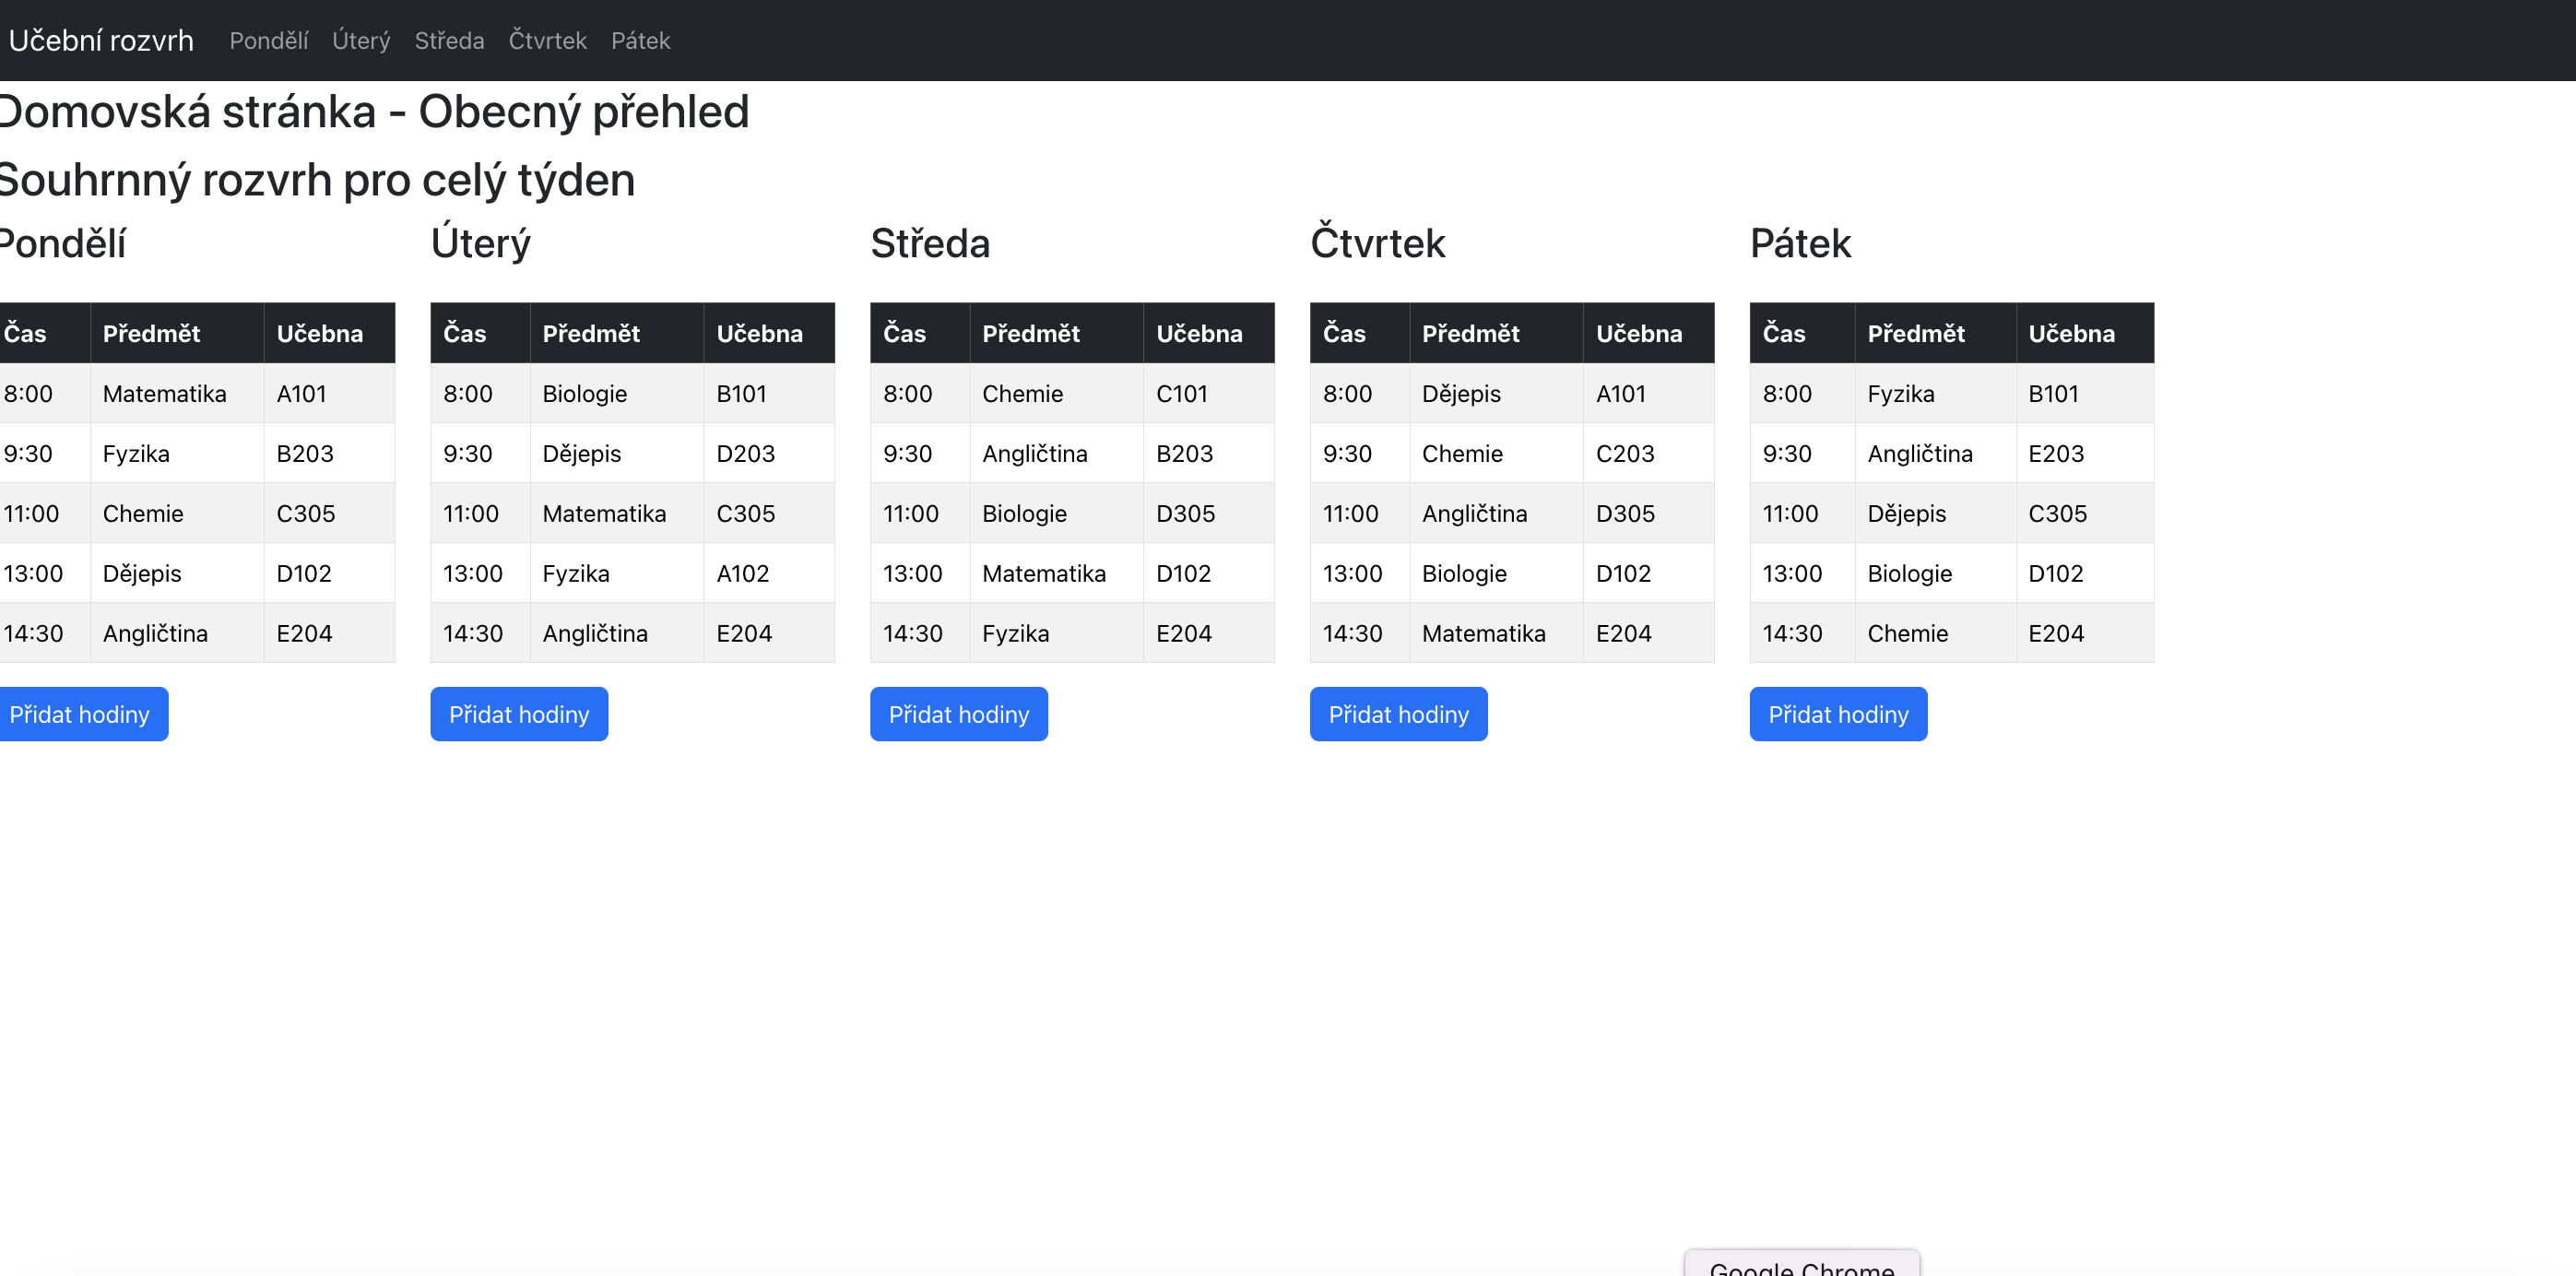 Učební rozvrh Pondělí Úterý Středa Čtvrtek Pátek
Domovská stránka - Obecný přehled
Souhrnný rozvrh pro celý týden
Pondělí Úterý Středa Čtvrtek Pátek
Čas Předmět Učebna Čas Předmět Učebna Čas Předmět Učebna Čas Předmět Učebna Čas Předmět Učebna
8:00 Matematika A101 8:00 Biologie B101 8:00 Chemie C101 8:00 Dějepis A101 8:00 Fyzika B101
9:30 Fyzika B203 9:30 Dějepis D203 9:30 Angličtina B203 9:30 Chemie C203 9:30 Angličtina E203
11:00 Chemie C305 11:00 Matematika C305 11:00 Biologie D305 11:00 Angličtina D305 11:00 Dějepis C305
13:00 Dějepis D102 13:00 Fyzika A102 13:00 Matematika D102 13:00 Biologie D102 13:00 Biologie D102
14:30 Angličtina E204 14:30 Angličtina E204 14:30 Fyzika E204 14:30 Matematika E204 14:30 Chemie E204
Přidat hodiny Přidat hodiny Přidat hodiny Přidat hodiny Přidat hodiny
Google Chrome